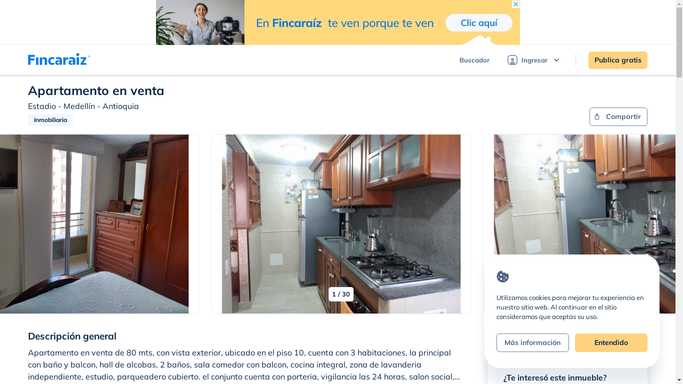 En Fincaraíz te ven porque te ven
Clic aquí
Fincaraiz
Buscador
Ingresar
Publica gratis
Apartamento en venta
Estadio - Medellín - Antioquia
Inmobiliaria
Compartir
1 / 30
Utilizamos cookies para mejorar tu experiencia en
nuestro sitio web. Al continuar en el sitio
consideramos que aceptas su uso.
Más información
Entendido
Descripción general
Apartamento en venta de 80 mts, con vista exterior, ubicado en el piso 10, cuenta con 3 habitaciones, la principal
con baño y balcon, hall de alcobas, 2 baños, sala comedor con balcon, cocina integral, zona de lavanderia
independiente, estudio, parqueadero cubierto. el conjunto cuenta con porteria, vigilancia las 24 horas, salon social,...
¿Te interesó este inmueble?